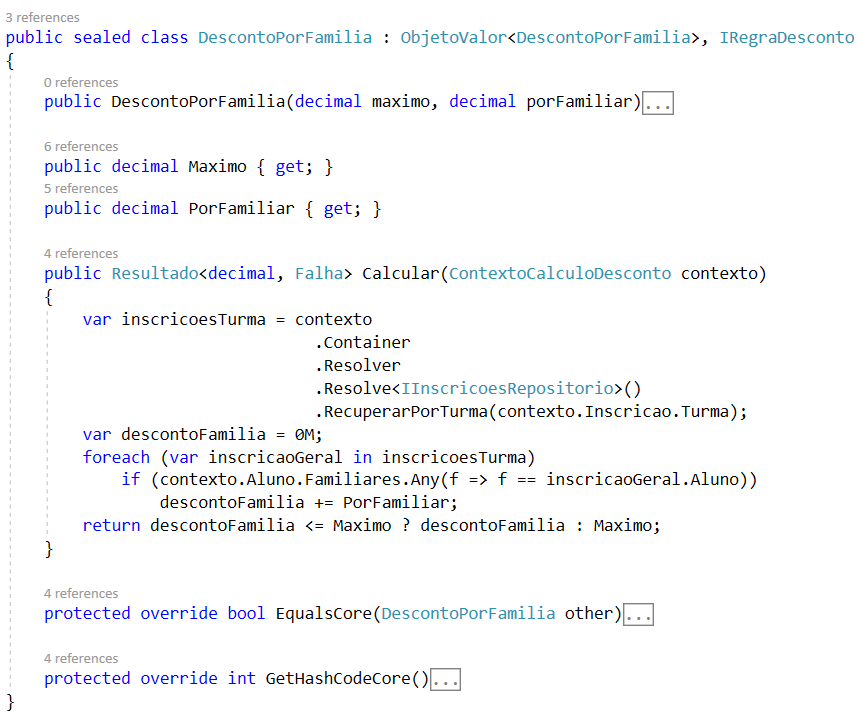 3 references
public sealed class DescontoPorFamilia : ObjetoValor<DescontoPorFamilia>, IRegraDesconto
{
0 references
public DescontoPorFamilia(decimal maximo, decimal porFamiliar)...
6 references
public decimal Maximo { get; }
5 references
public decimal PorFamiliar { get; }
4 references
public Resultado<decimal, Falha> Calcular(ContextoCalculoDesconto contexto)
{
var inscricoesTurma = contexto
.Container
.Resolver
.Resolve<IInscricoesRepositorio>()
.RecuperarPorTurma(contexto.Inscricao.Turma);
var descontoFamilia = 0M;
foreach (var inscricaoGeral in inscricoesTurma)
if (contexto.Aluno.Familiares.Any(f => f == inscricaoGeral.Aluno))
descontoFamilia += PorFamiliar;
return descontoFamilia <= Maximo ? descontoFamilia : Maximo;
}
4 references
protected override bool EqualsCore(DescontoPorFamilia other)...
4 references
protected override int GetHashCodeCore()...
}